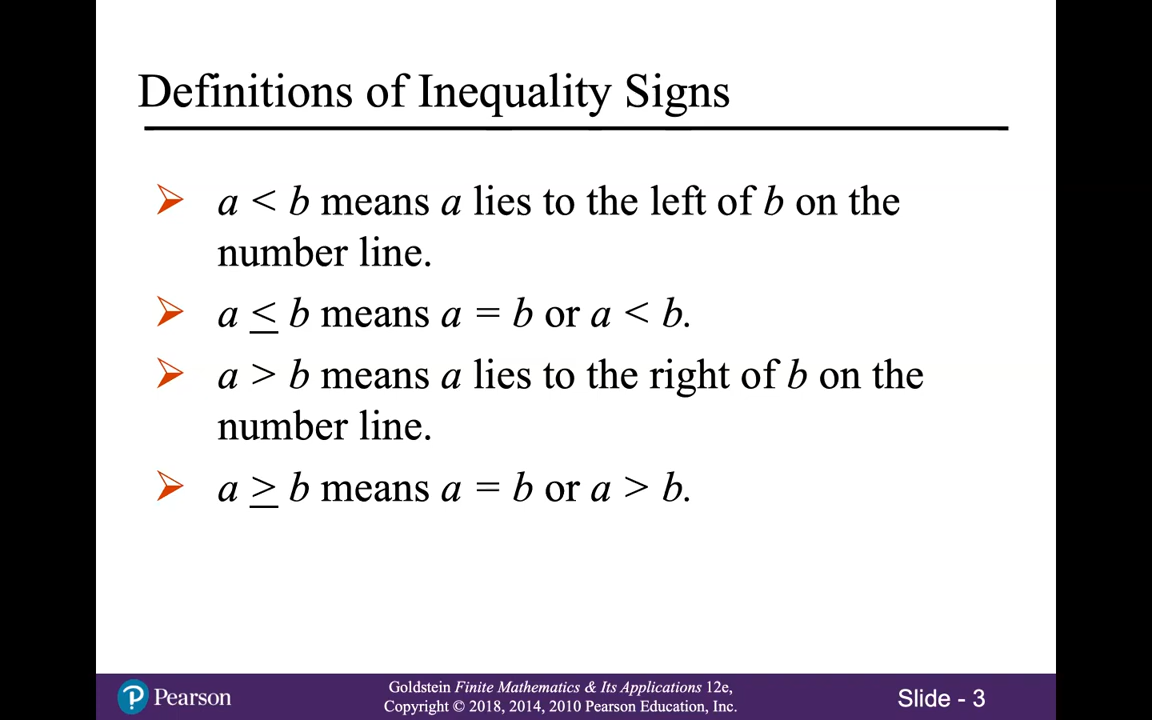 Definitions of Inequality Signs
a < b means a lies to the left of b on the
number line.
a ≤ b means a = b or a < b.
a > b means a lies to the right of b on the
number line.
a ≥ b means a = b or a > b.
Pearson
Goldstein Finite Mathematics & Its Applications 12e,
Copyright © 2018, 2014, 2010 Pearson Education, Inc.
Slide - 3